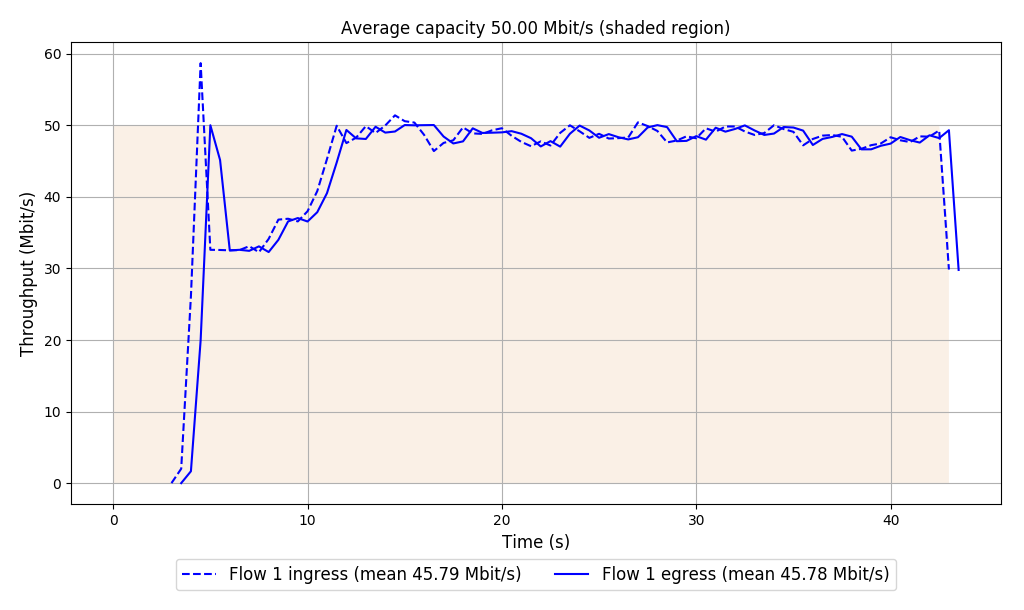 Average capacity 50.00 Mbit/s (shaded region)
60
50
40
30
20
10
0
Throughput (Mbit/s)
0 10 20 30 40
Time (s)
Flow 1 ingress (mean 45.79 Mbit/s) Flow 1 egress (mean 45.78 Mbit/s)